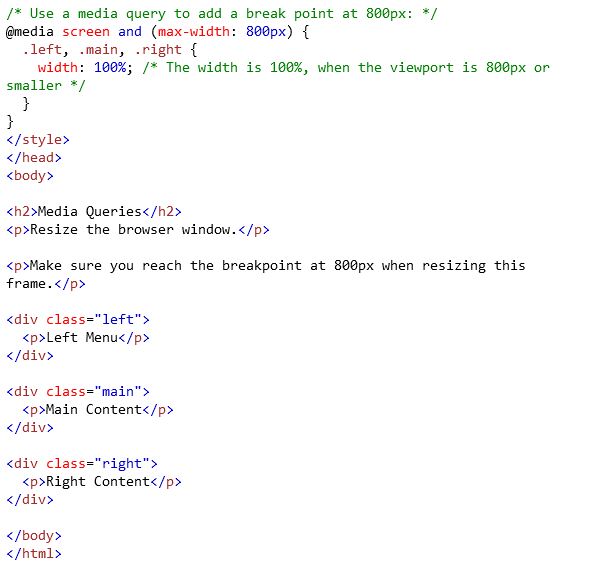 /* Use a media query to add a break point at 800px: */
@media screen and (max-width: 800px) {
  .left, .main, .right {
    width: 100%; /* The width is 100%, when the viewport is 800px or
smaller */
  }
}
</style>
</head>
<body>

<h2>Media Queries</h2>
<p>Resize the browser window.</p>

<p>Make sure you reach the breakpoint at 800px when resizing this
frame.</p>

<div class="left">
  <p>Left Menu</p>
</div>

<div class="main">
  <p>Main Content</p>
</div>

<div class="right">
  <p>Right Content</p>
</div>

</body>
</html>